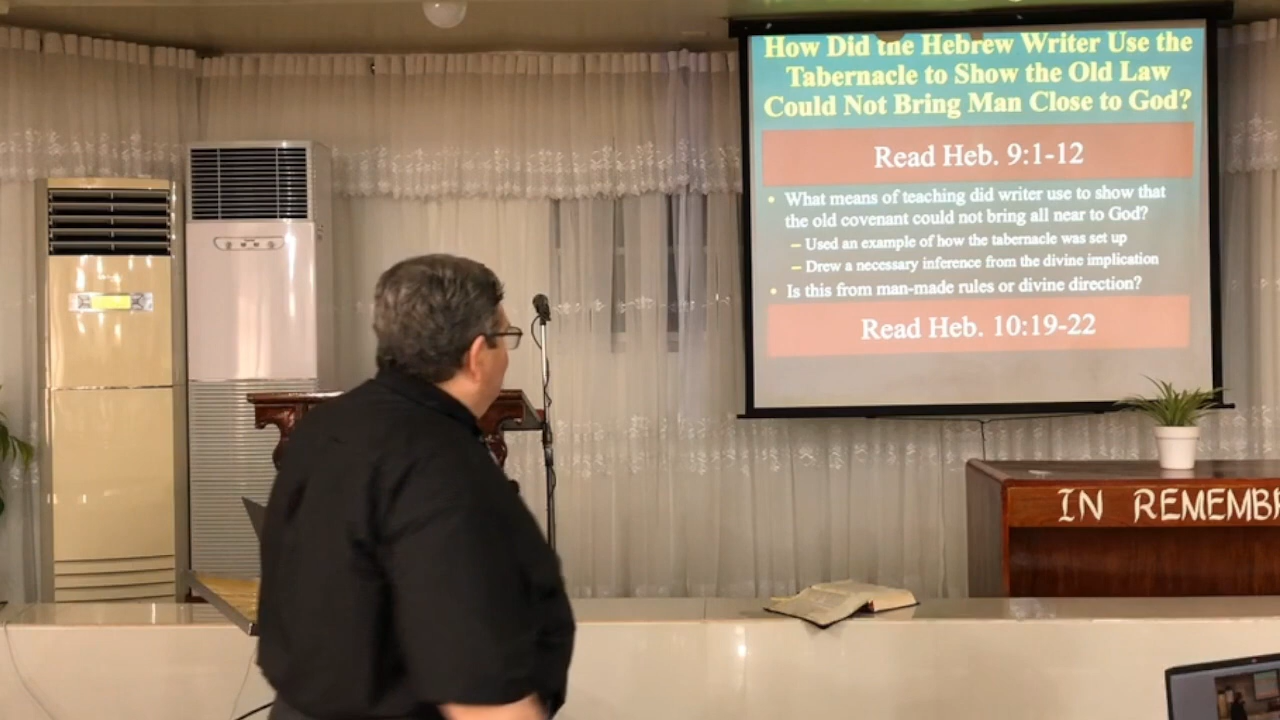 How Did the Hebrew Writer Use the
Tabernacle to Show the Old Law
Could Not Bring Man Close to God?
Read Heb. 9:1-12
• What means of teaching did writer use to show that
the old covenant could not bring all near to God?
– Used an example of how the tabernacle was set up
– Drew a necessary inference from the divine implication
• Is this from man-made rules or divine direction?
Read Heb. 10:19-22
IN REMEMB